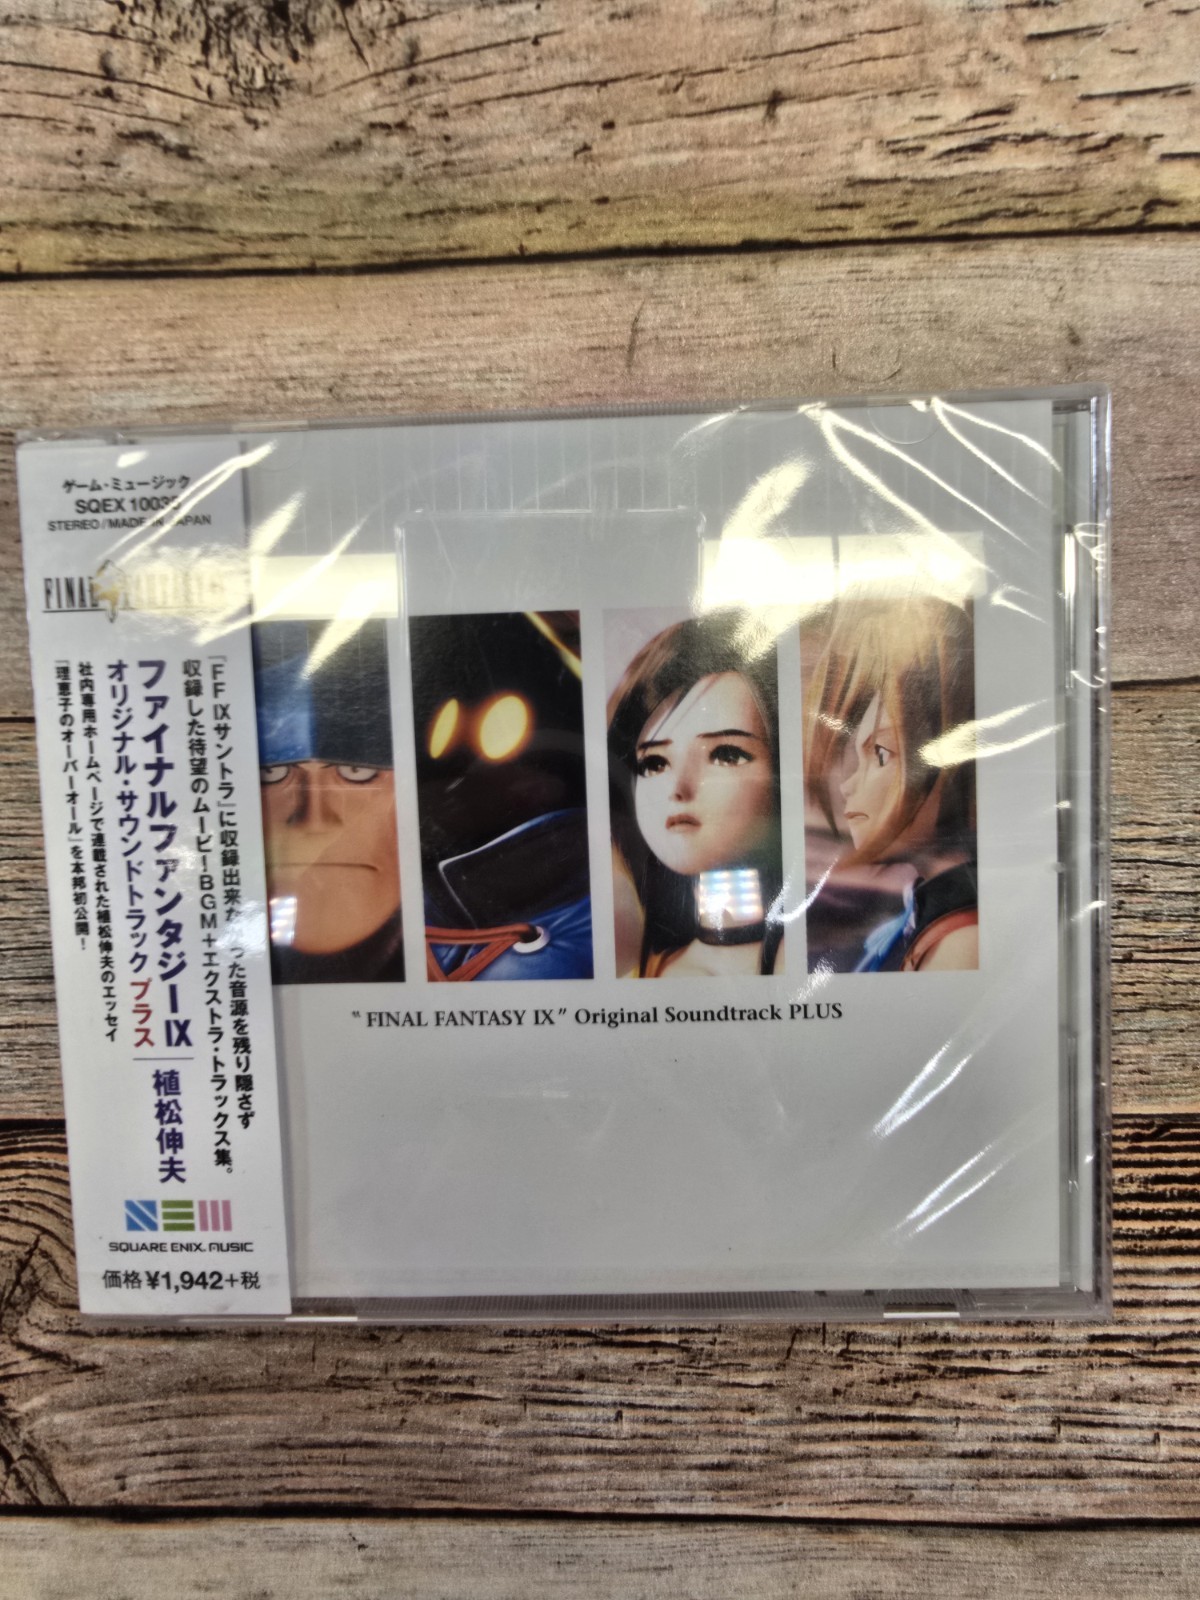 ゲーム・ミュージック
SQEX 1003
STEREO/MADE IN JAPAN
FINAL
『FFⅨサントラ』に収録出来な った音源を残り隠さず
収録した待望のムービーBGM+エクストラ・トラックス集。
ファイナルファンタジーⅨ
オリジナル・サウンドトラック プラス
植松伸夫
社内専用ホームページで連載された植松伸夫のエッセイ
『理恵子のオーバーオール』を本邦初公開!
SQUARE ENIX. MUSIC
価格¥1,942+税
"FINAL FANTASY IX" Original Soundtrack PLUS